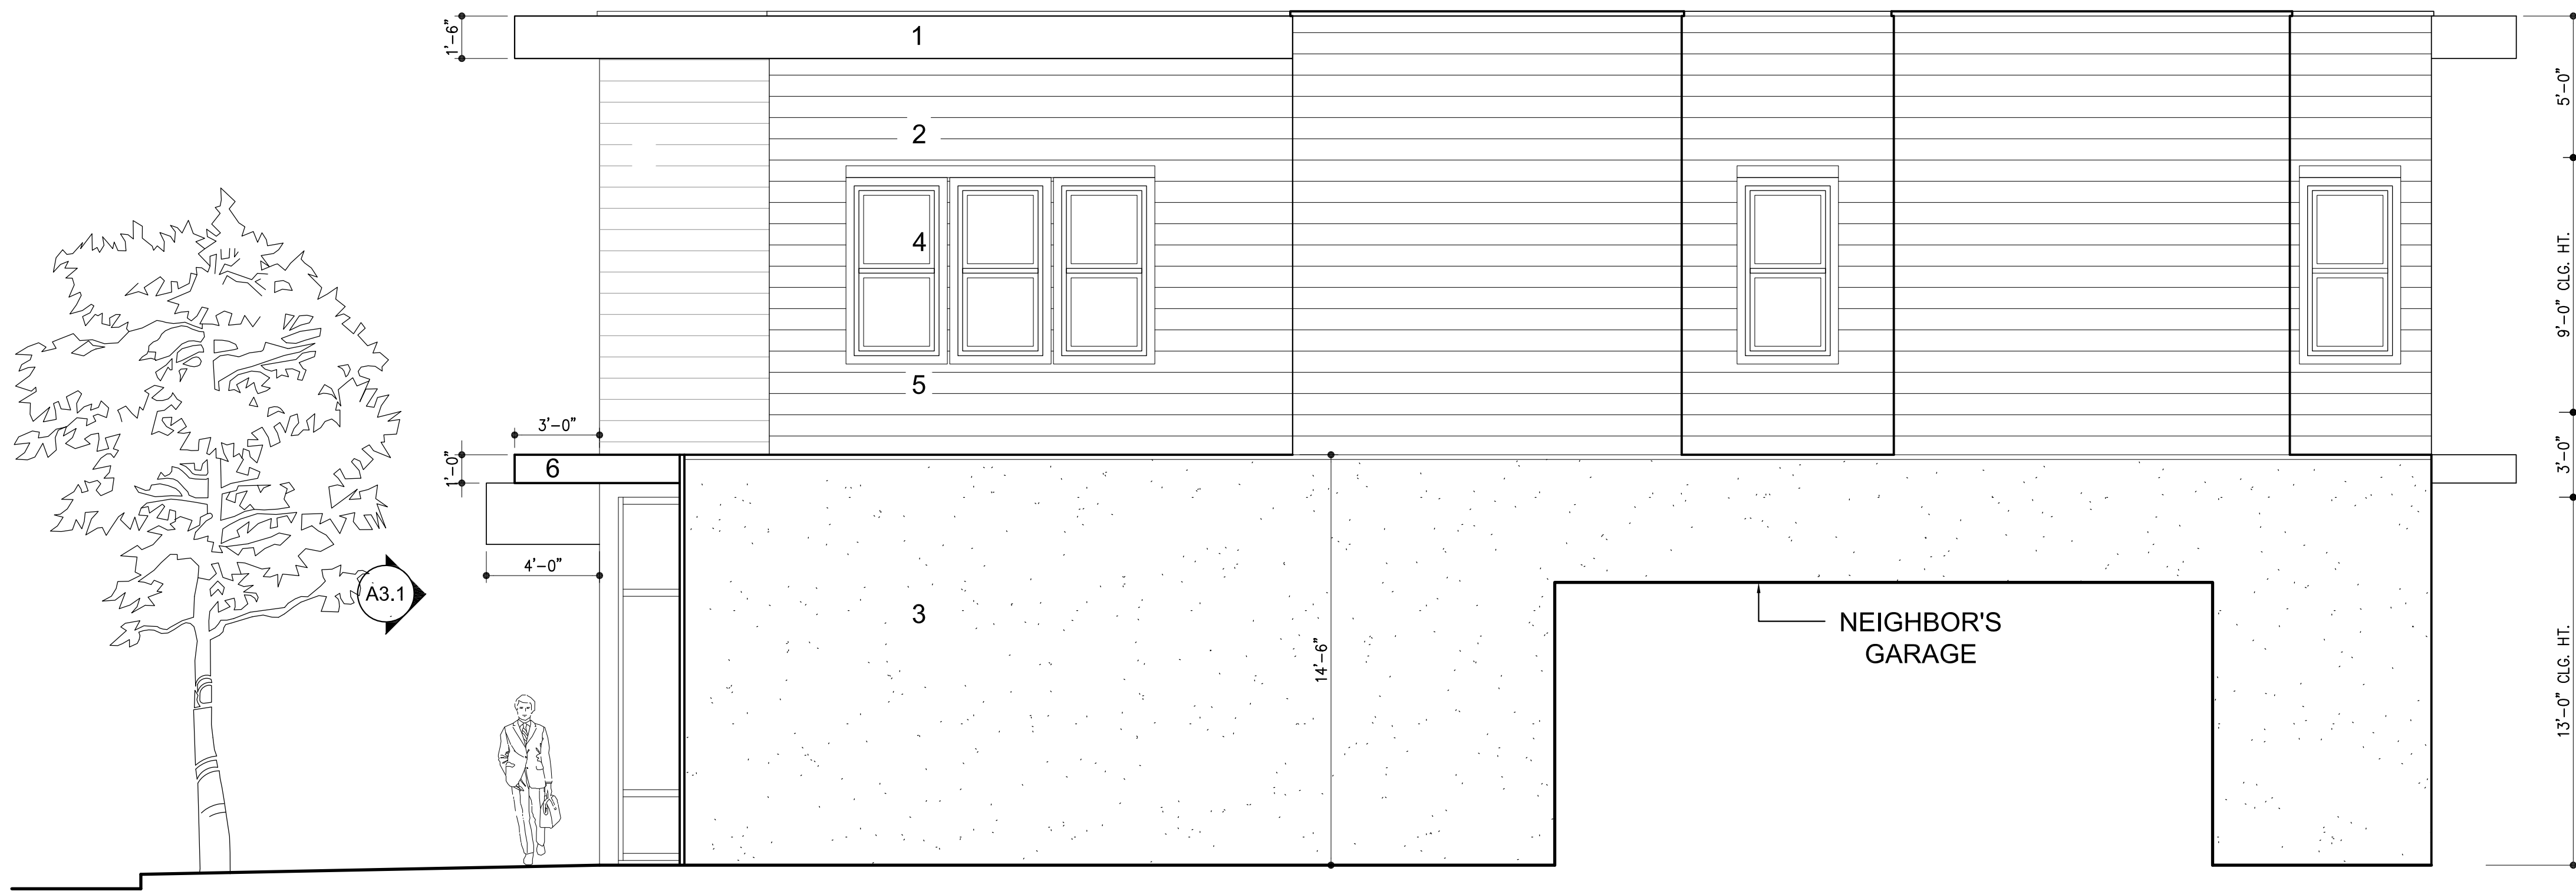 1'-6"
1
5'-0"
2
4
9'-0" CLG. HT.
5
3'-0"
1'-0"
6
3'-0"
4'-0"
A3.1
3
14'-6"
NEIGHBOR'S
GARAGE
13'-0" CLG. HT.